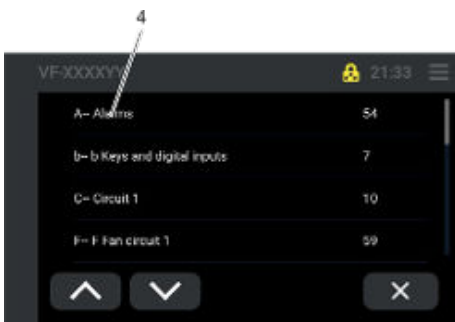 4
VF-XXXXYY
21:33
A-- Alarms 54
b-- b Keys and digital inputs 7
C-- Circuit 1 10
F-- F Fan circuit 1 59